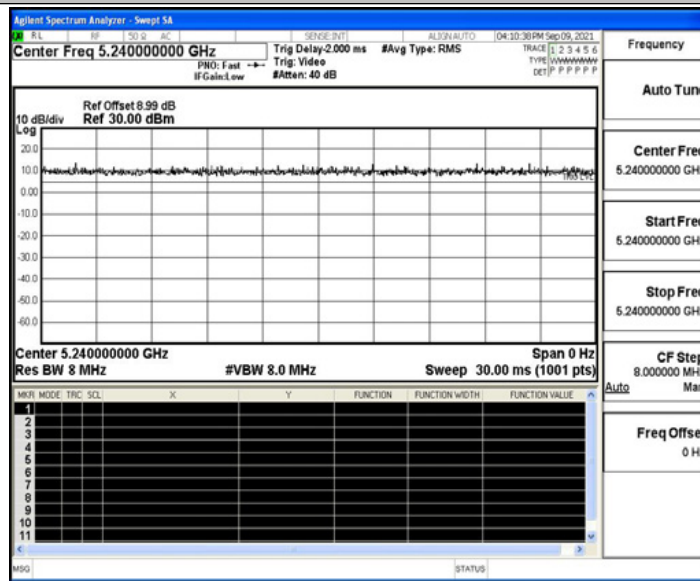 Agilent Spectrum Analyzer - Swept SA
RL RF 50 Ω AC SENSE:INT ALIGN AUTO 04:10:38 PM Sep 09, 2021
Center Freq 5.240000000 GHz
PNO: Fast
IFGain:Low
Trig Delay-2.000 ms
Trig: Video
#Atten: 40 dB
#Avg Type: RMS
TRACE 1 2 3 4 5 6
TYPE WWWWWW
DET P P P P P P
Frequency
Auto Tun
Ref Offset 8.99 dB
10 dB/div Ref 30.00 dBm
Log
20.0
10.0
0.00
-10.0
-20.0
-30.0
-40.0
-50.0
-60.0
Center 5.240000000 GHz Span 0 Hz
Res BW 8 MHz #VBW 8.0 MHz Sweep 30.00 ms (1001 pts)
Center Fre
5.240000000 GH
Start Fre
5.240000000 GH
Stop Fre
5.240000000 GH
CF Step
8.000000 MH
Auto Ma
Freq Offse
0 H
MKR MODE TRC SCL X Y FUNCTION FUNCTION WIDTH FUNCTION VALUE
1
2
3
4
5
6
7
8
9
10
11
MSG STATUS